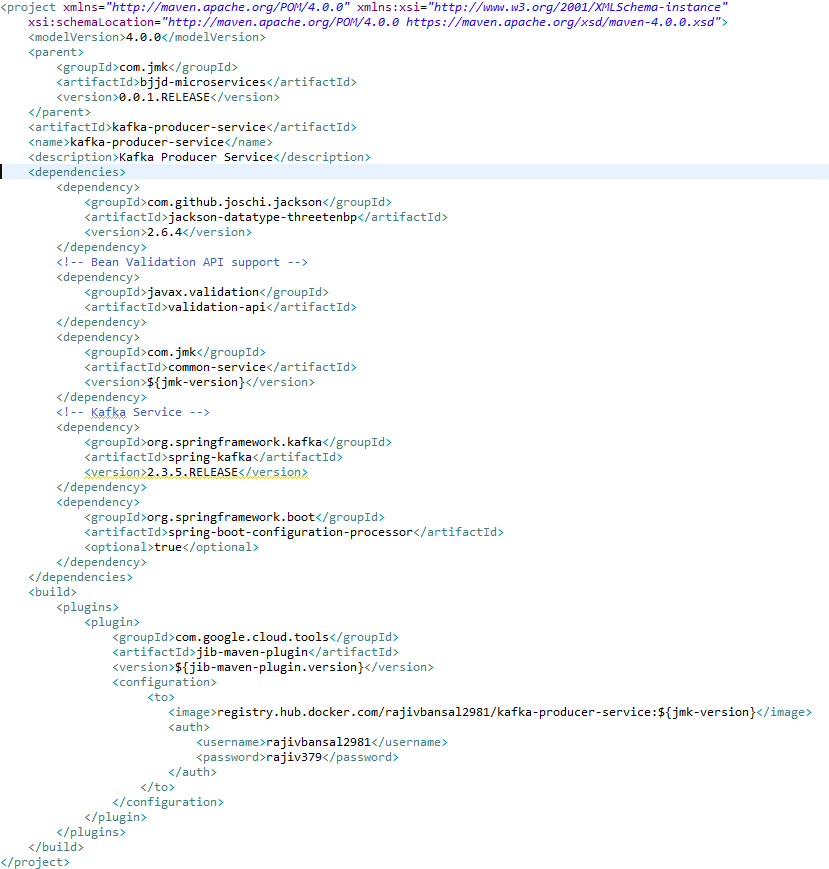 <project xmlns="http://maven.apache.org/POM/4.0.0" xmlns:xsi="http://www.w3.org/2001/XMLSchema-instance"
    xsi:schemaLocation="http://maven.apache.org/POM/4.0.0 https://maven.apache.org/xsd/maven-4.0.0.xsd">
    <modelVersion>4.0.0</modelVersion>
    <parent>
        <groupId>com.jmk</groupId>
        <artifactId>bjjd-microservices</artifactId>
        <version>0.0.1.RELEASE</version>
    </parent>
    <artifactId>kafka-producer-service</artifactId>
    <name>kafka-producer-service</name>
    <description>Kafka Producer Service</description>
    <dependencies>
        <dependency>
            <groupId>com.github.joschi.jackson</groupId>
            <artifactId>jackson-datatype-threetenbp</artifactId>
            <version>2.6.4</version>
        </dependency>
        <!-- Bean Validation API support -->
        <dependency>
            <groupId>javax.validation</groupId>
            <artifactId>validation-api</artifactId>
        </dependency>
        <dependency>
            <groupId>com.jmk</groupId>
            <artifactId>common-service</artifactId>
            <version>${jmk-version}</version>
        </dependency>
        <!-- Kafka Service -->
        <dependency>
            <groupId>org.springframework.kafka</groupId>
            <artifactId>spring-kafka</artifactId>
            <version>2.3.5.RELEASE</version>
        </dependency>
        <dependency>
            <groupId>org.springframework.boot</groupId>
            <artifactId>spring-boot-configuration-processor</artifactId>
            <optional>true</optional>
        </dependency>
    </dependencies>
    <build>
        <plugins>
            <plugin>
                <groupId>com.google.cloud.tools</groupId>
                <artifactId>jib-maven-plugin</artifactId>
                <version>${jib-maven-plugin.version}</version>
                <configuration>
                     <to>
                        <image>registry.hub.docker.com/rajivbansal2981/kafka-producer-service:${jmk-version}</image>
                        <auth>
                            <username>rajivbansal2981</username>
                            <password>rajiv379</password>
                        </auth>
                    </to>
                </configuration>
            </plugin>
        </plugins>
    </build>
</project>